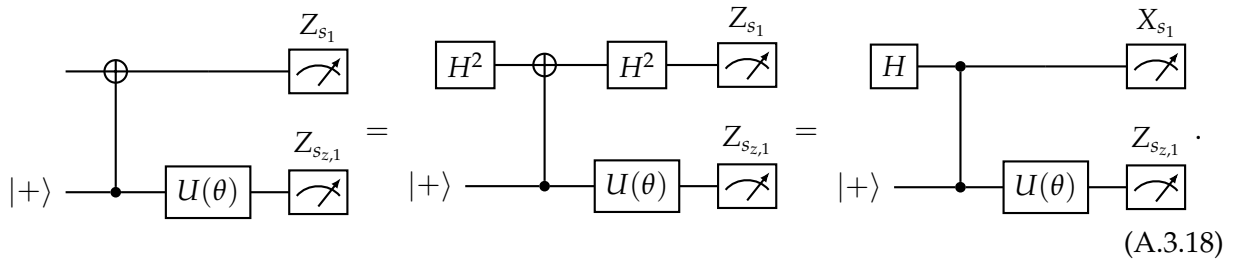 Z_{s_1} Z_{s_1} X_{s_1}
H^2 H^2 H
Z_{s_{z,1}} = Z_{s_{z,1}} = Z_{s_{z,1}} .
|+⟩ U(θ) |+⟩ U(θ) |+⟩ U(θ)
(A.3.18)